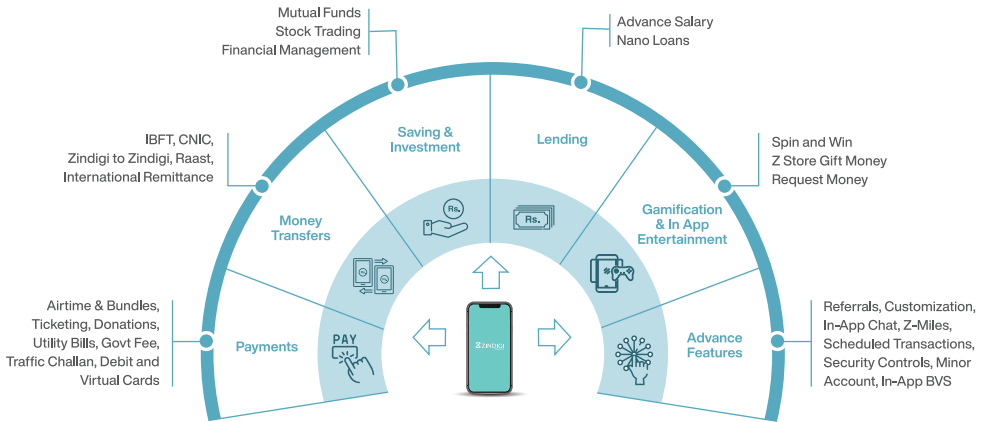 Mutual Funds
Stock Trading
Financial Management
Advance Salary
Nano Loans
IBFT, CNIC,
Zindigi to Zindigi, Raast,
International Remittance
Saving &
Investment
Lending
Spin and Win
Z Store Gift Money
Request Money
Money
Transfers
Rs.
Rs.
Gamification
& In App
Entertainment
Airtime & Bundles,
Ticketing, Donations,
Utility Bills, Govt Fee,
Traffic Challan, Debit and
Virtual Cards
Payments
PAY
ZINDIGI
Advance
Features
Referrals, Customization,
In-App Chat, Z-Miles,
Scheduled Transactions,
Security Controls, Minor
Account, In-App BVS